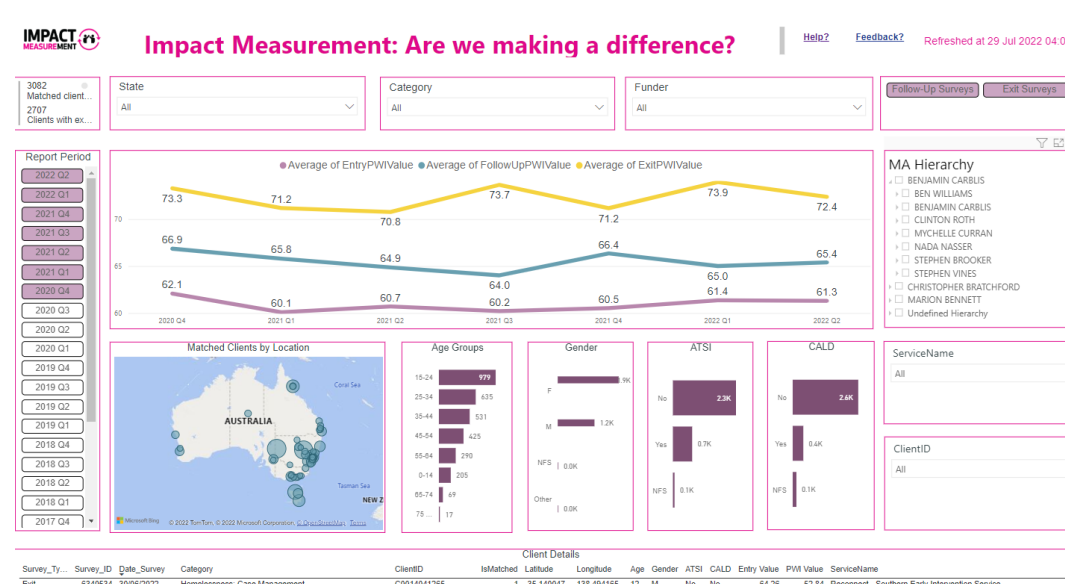 IMPACT
MEASUREMENT
Impact Measurement: Are we making a difference?
Help?
Feedback?
Refreshed at 29 Jul 2022 04:0
3082
Matched client...
2707
Clients with ex...
State
All
Category
All
Funder
All
Follow-Up Surveys
Exit Surveys
Report Period
2022 Q2
2022 Q1
2021 Q4
2021 Q3
2021 Q2
2021 Q1
2020 Q4
2020 Q3
2020 Q2
2020 Q1
2019 Q4
2019 Q3
2019 Q2
2019 Q1
2018 Q4
2018 Q3
2018 Q2
2018 Q1
2017 Q4
Average of EntryPWIValue Average of FollowUpPWIValue Average of ExitPWIValue
73.3 71.2 70.8 73.7 71.2 73.9 72.4
70
66.9 65.8 64.9 64.0 66.4 65.0 65.4
65
62.1 60.1 60.7 60.2 60.5 61.4 61.3
60
2020 Q4 2021 Q1 2021 Q2 2021 Q3 2021 Q4 2022 Q1 2022 Q2
MA Hierarchy
BENJAMIN CARBLIS
BEN WILLIAMS
BENJAMIN CARBLIS
CLINTON ROTH
MYCHELLE CURRAN
NADA NASSER
STEPHEN BROOKER
STEPHEN VINES
CHRISTOPHER BRATCHFORD
MARION BENNETT
Undefined Hierarchy
Matched Clients by Location
Coral Sea
AUSTRALIA
Tasman Sea
NEW Z
Microsoft Bing
© 2022 TomTom, © 2022 Microsoft Corporation, © OpenStreetMap Terms
Age Groups
15-24 979
25-34 635
35-44 531
45-54 425
55-64 290
0-14 205
65-74 69
75 ... 17
Gender
F .9K
M 1.2K
NFS 0.0K
Other 0.0K
ATSI
No 2.3K
Yes 0.7K
NFS 0.1K
CALD
No 2.6K
Yes 0.4K
NFS 0.1K
ServiceName
All
ClientID
All
Client Details
Survey_Ty... Survey_ID Date_Survey Category ClientID IsMatched Latitude Longitude Age Gender ATSI CALD Entry Value PWI Value ServiceName